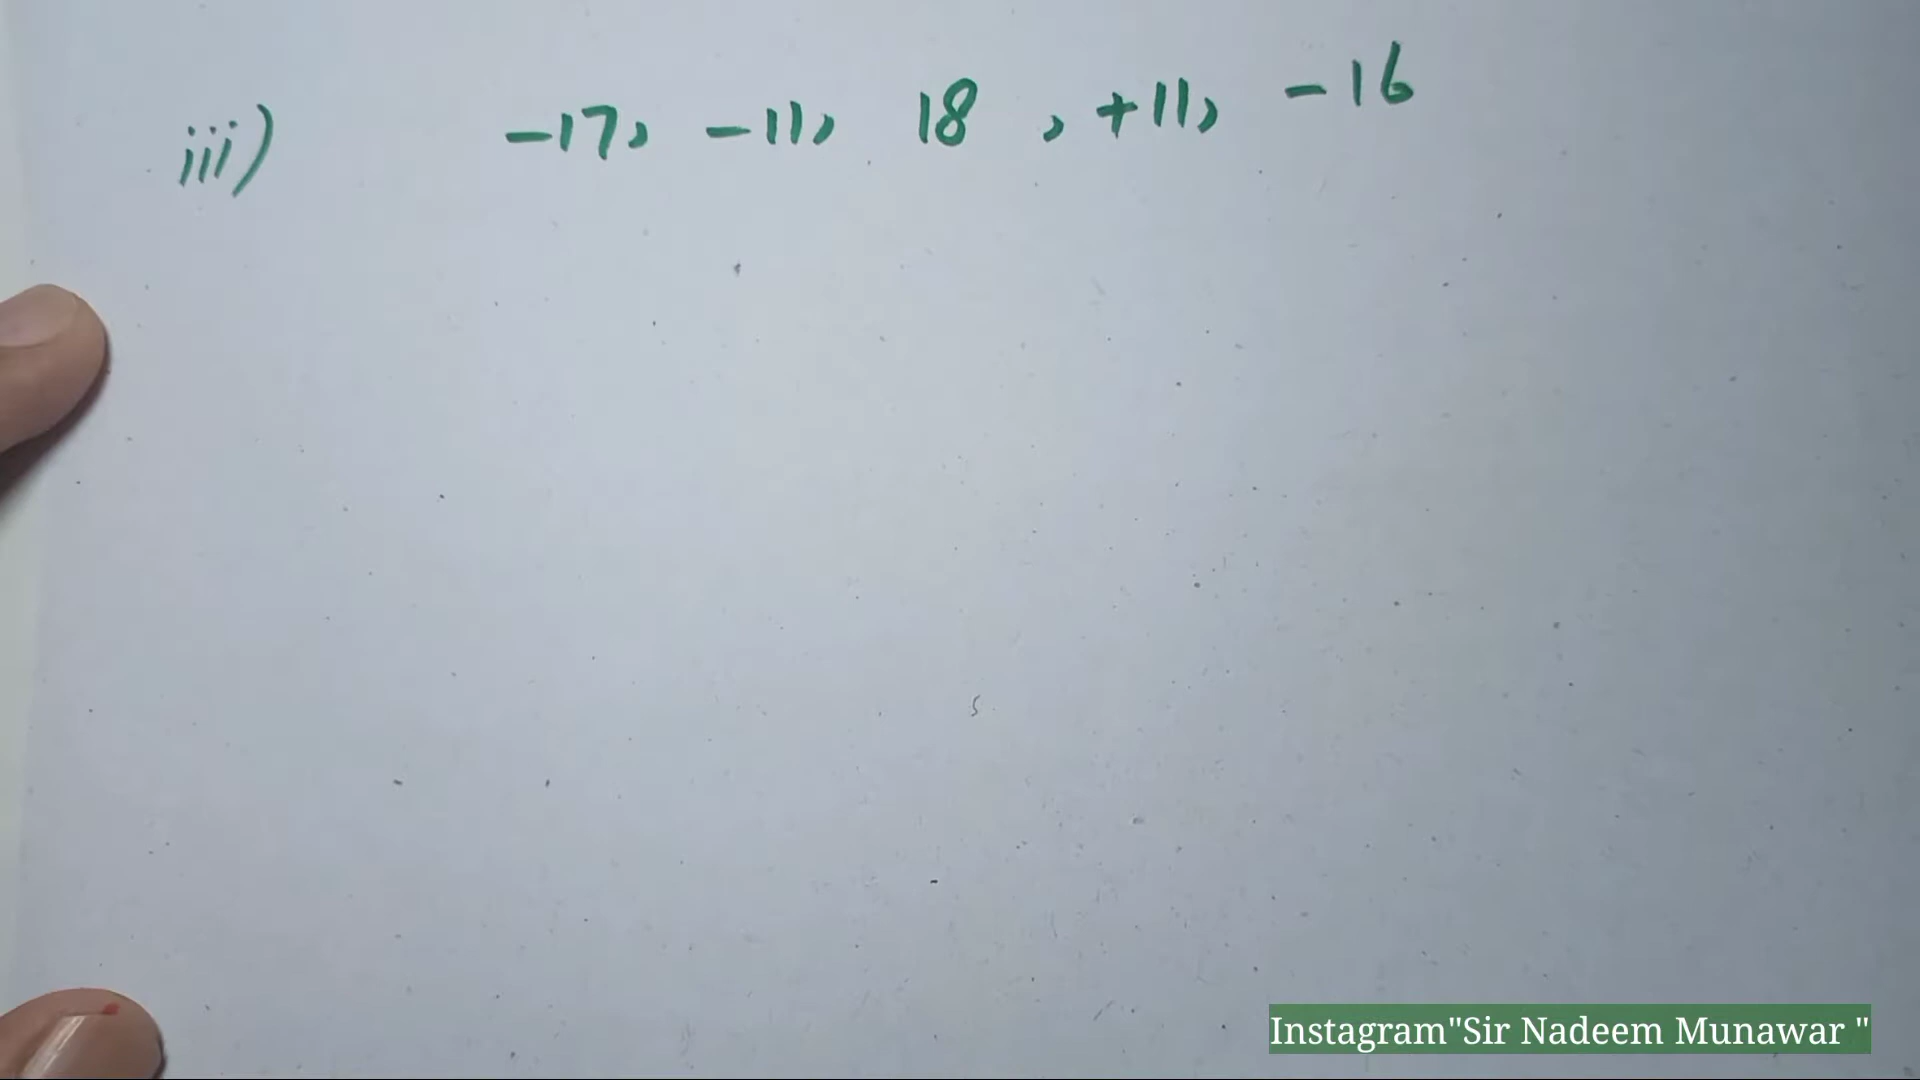 iii) -17, -11, 18 , +11, -16
Instagram"Sir Nadeem Munawar "